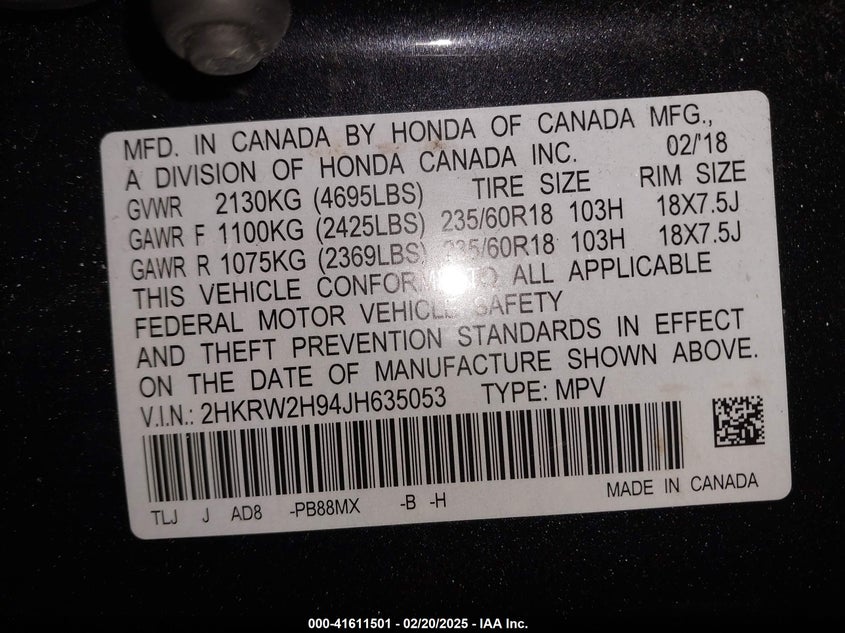 MFD. IN CANADA BY HONDA OF CANADA MFG.,
A DIVISION OF HONDA CANADA INC. 02/'18
GVWR 2130KG (4695LBS) TIRE SIZE RIM SIZE
GAWR F 1100KG (2425LBS) 235/60R18 103H 18X7.5J
GAWR R 1075KG (2369LBS) 235/60R18 103H 18X7.5J
THIS VEHICLE CONFORMS TO ALL APPLICABLE
FEDERAL MOTOR VEHICLE SAFETY
AND THEFT PREVENTION STANDARDS IN EFFECT
ON THE DATE OF MANUFACTURE SHOWN ABOVE.
V.I.N.: 2HKRW2H94JH635053 TYPE: MPV
TLJ J AD8 -PB88MX -B -H MADE IN CANADA
000-41611501 - 02/20/2025 - IAA Inc.